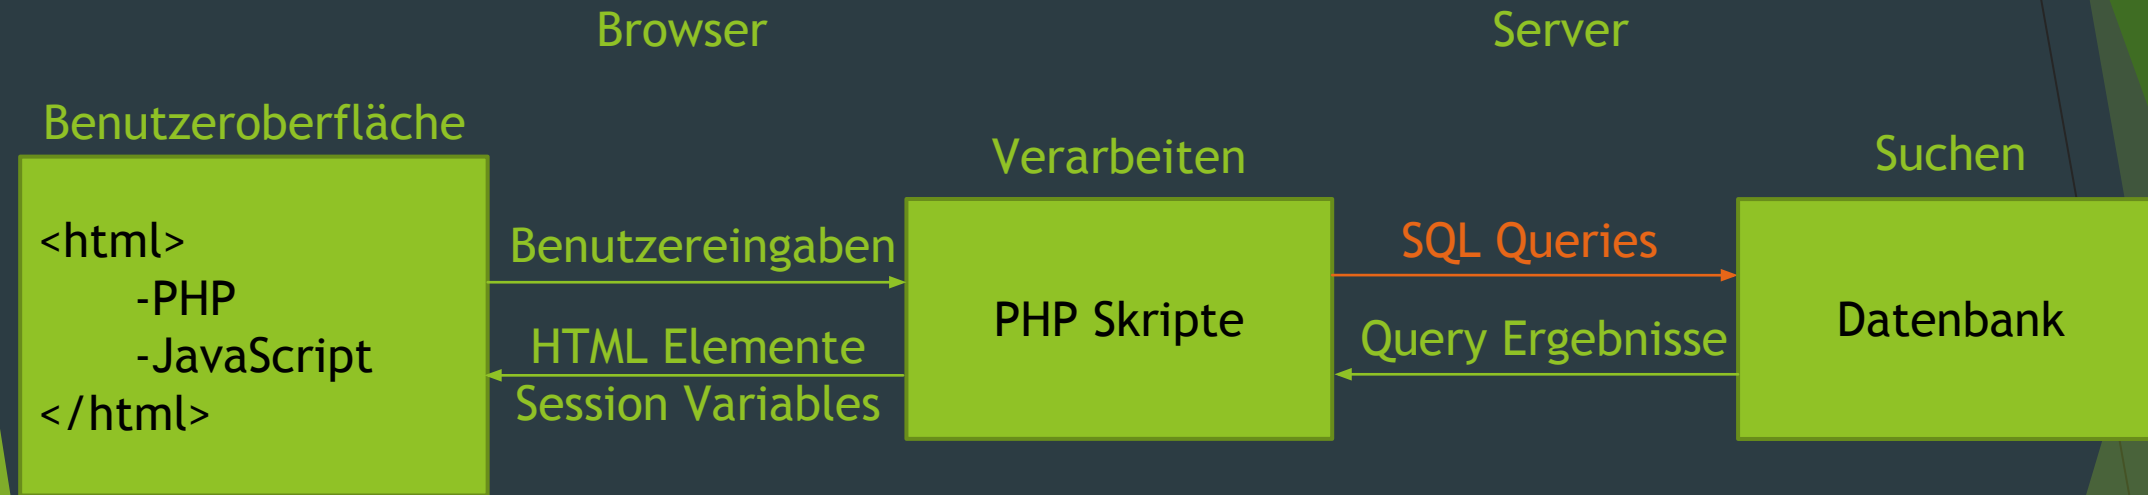 Browser
Server
Benutzeroberfläche
Verarbeiten
Suchen
<html>
-PHP
-JavaScript
</html>
Benutzereingaben
HTML Elemente
Session Variables
PHP Skripte
SQL Queries
Query Ergebnisse
Datenbank